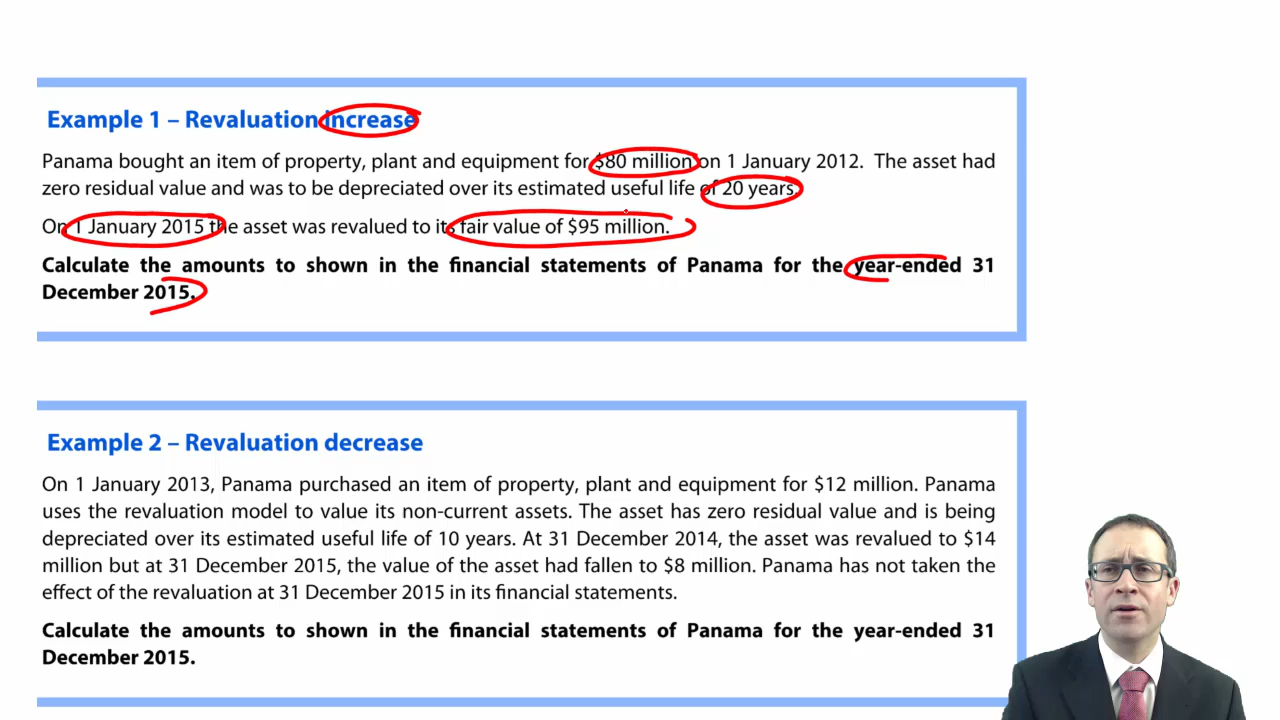 Example 1 – Revaluation increase
Panama bought an item of property, plant and equipment for $80 million on 1 January 2012. The asset had
zero residual value and was to be depreciated over its estimated useful life of 20 years.
On 1 January 2015 the asset was revalued to its fair value of $95 million.
Calculate the amounts to shown in the financial statements of Panama for the year-ended 31
December 2015.
Example 2 – Revaluation decrease
On 1 January 2013, Panama purchased an item of property, plant and equipment for $12 million. Panama
uses the revaluation model to value its non-current assets. The asset has zero residual value and is being
depreciated over its estimated useful life of 10 years. At 31 December 2014, the asset was revalued to $14
million but at 31 December 2015, the value of the asset had fallen to $8 million. Panama has not taken the
effect of the revaluation at 31 December 2015 in its financial statements.
Calculate the amounts to shown in the financial statements of Panama for the year-ended 31
December 2015.